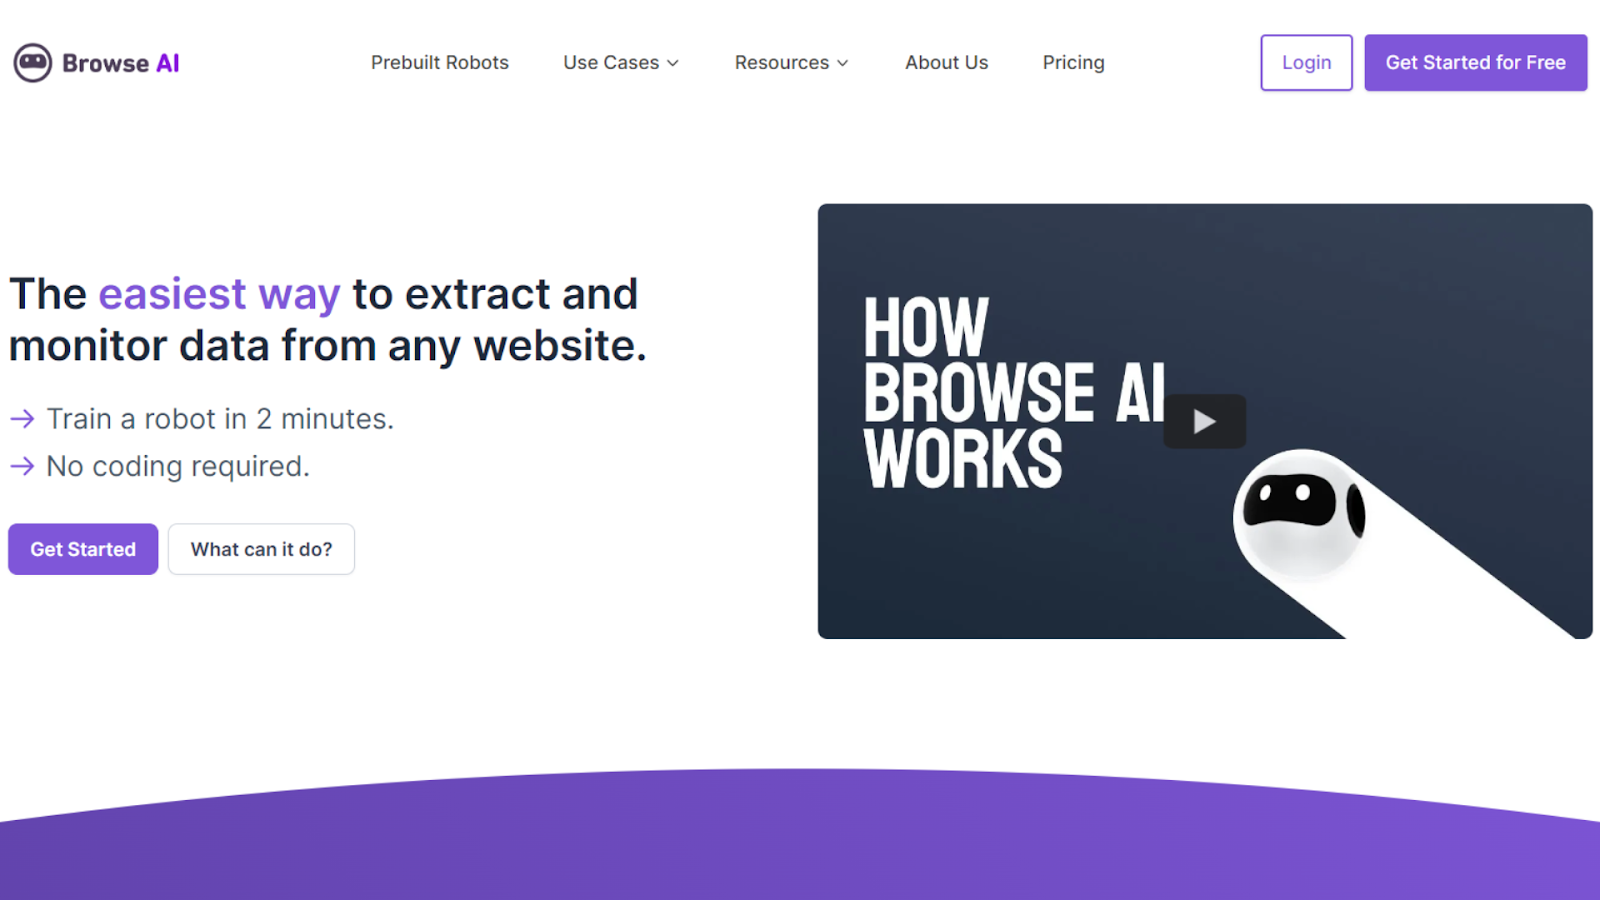 Browse AI
Prebuilt Robots
Use Cases
Resources
About Us
Pricing
Login
Get Started for Free
The easiest way to extract and
monitor data from any website.
→ Train a robot in 2 minutes.
→ No coding required.
Get Started
What can it do?
HOW
BROWSE AI
WORKS